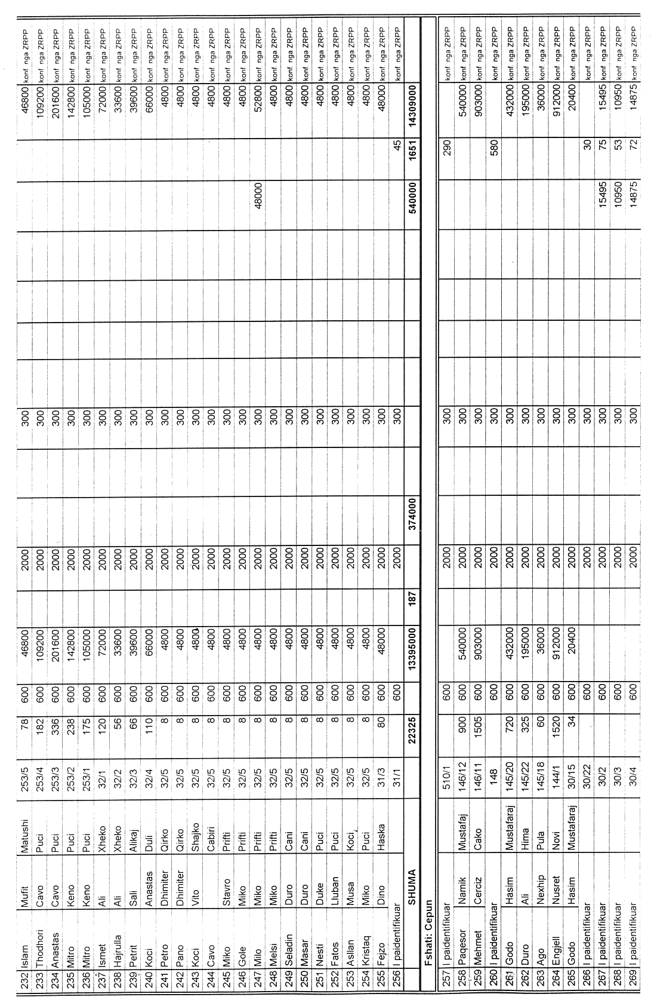 232 Islam Mufit Matushi 253/5 78 600 46800 2000 300 46800 konf nga ZRPP
233 Thodhori Cavo Puci 253/4 182 600 109200 2000 300 109200 konf nga ZRPP
234 Anastas Cavo Puci 253/3 336 600 201600 2000 300 201600 konf nga ZRPP
235 Mitro Keno Puci 253/2 238 600 142800 2000 300 142800 konf nga ZRPP
236 Mitro Keno Puci 253/1 175 600 105000 2000 300 105000 konf nga ZRPP
237 Ismet Ali Xheko 32/1 120 600 72000 2000 300 72000 konf nga ZRPP
238 Hajrulla Ali Xheko 32/2 56 600 33600 2000 300 33600 konf nga ZRPP
239 Petrit Sali Alikaj 32/3 66 600 39600 2000 300 39600 konf nga ZRPP
240 Koci Anastas Duli 32/4 110 600 66000 2000 300 66000 konf nga ZRPP
241 Petro Dhimiter Qirko 32/5 8 600 4800 2000 300 4800 konf nga ZRPP
242 Pano Dhimiter Qirko 32/5 8 600 4800 2000 300 4800 konf nga ZRPP
243 Koci Vito Shajko 32/5 8 600 4800 2000 300 4800 konf nga ZRPP
244 Cavo Cabiri 32/5 8 600 4800 2000 300 4800 konf nga ZRPP
245 Miko Stavro Prifti 32/5 8 600 4800 2000 300 4800 konf nga ZRPP
246 Gole Miko Prifti 32/5 8 600 4800 2000 300 4800 konf nga ZRPP
247 Milo Miko Prifti 32/5 8 600 4800 2000 300 48000 52800 konf nga ZRPP
248 Melsi Miko Prifti 32/5 8 600 4800 2000 300 4800 konf nga ZRPP
249 Seladin Duro Cani 32/5 8 600 4800 2000 300 4800 konf nga ZRPP
250 Masar Duro Cani 32/5 8 600 4800 2000 300 4800 konf nga ZRPP
251 Nesti Duke Puci 32/5 8 600 4800 2000 300 4800 konf nga ZRPP
252 Fatos Lluban Puci 32/5 8 600 4800 2000 300 4800 konf nga ZRPP
253 Asllan Musa Koci 32/5 8 600 4800 2000 300 4800 konf nga ZRPP
254 Kristaq Miko Puci 32/5 8 600 4800 2000 300 4800 konf nga ZRPP
255 Fejzo Dino Haska 31/3 80 600 48000 2000 300 48000 konf nga ZRPP
256 I paidentifikuar 31/1 600 2000 300 45 konf nga ZRPP
SHUMA 22325 13395000 187 374000 540000 1651 14309000
Fshati: Cepun
257 I paidentifikuar 510/1 600 2000 300 290 konf nga ZRPP
258 Paqesor Namik Mustafaj 146/12 900 600 540000 2000 300 540000 konf nga ZRPP
259 Mehmet Cerciz Cako 146/11 1505 600 903000 2000 300 903000 konf nga ZRPP
260 I paidentifikuar 148 600 2000 300 580 konf nga ZRPP
261 Godo Hasim Mustafaraj 145/20 720 600 432000 2000 300 432000 konf nga ZRPP
262 Duro Ali Hima 145/22 325 600 195000 2000 300 195000 konf nga ZRPP
263 Ago Nexhip Pula 145/18 60 600 36000 2000 300 36000 konf nga ZRPP
264 Engjell Nusret Novi 144/1 1520 600 912000 2000 300 912000 konf nga ZRPP
265 Godo Hasim Mustafaraj 30/15 34 600 20400 2000 300 20400 konf nga ZRPP
266 I paidentifikuar 30/22 600 2000 300 30 konf nga ZRPP
267 I paidentifikuar 30/2 600 2000 300 15495 75 15495 konf nga ZRPP
268 I paidentifikuar 30/3 600 2000 300 10950 53 10950 konf nga ZRPP
269 I paidentifikuar 30/4 600 2000 300 14875 72 14875 konf nga ZRPP